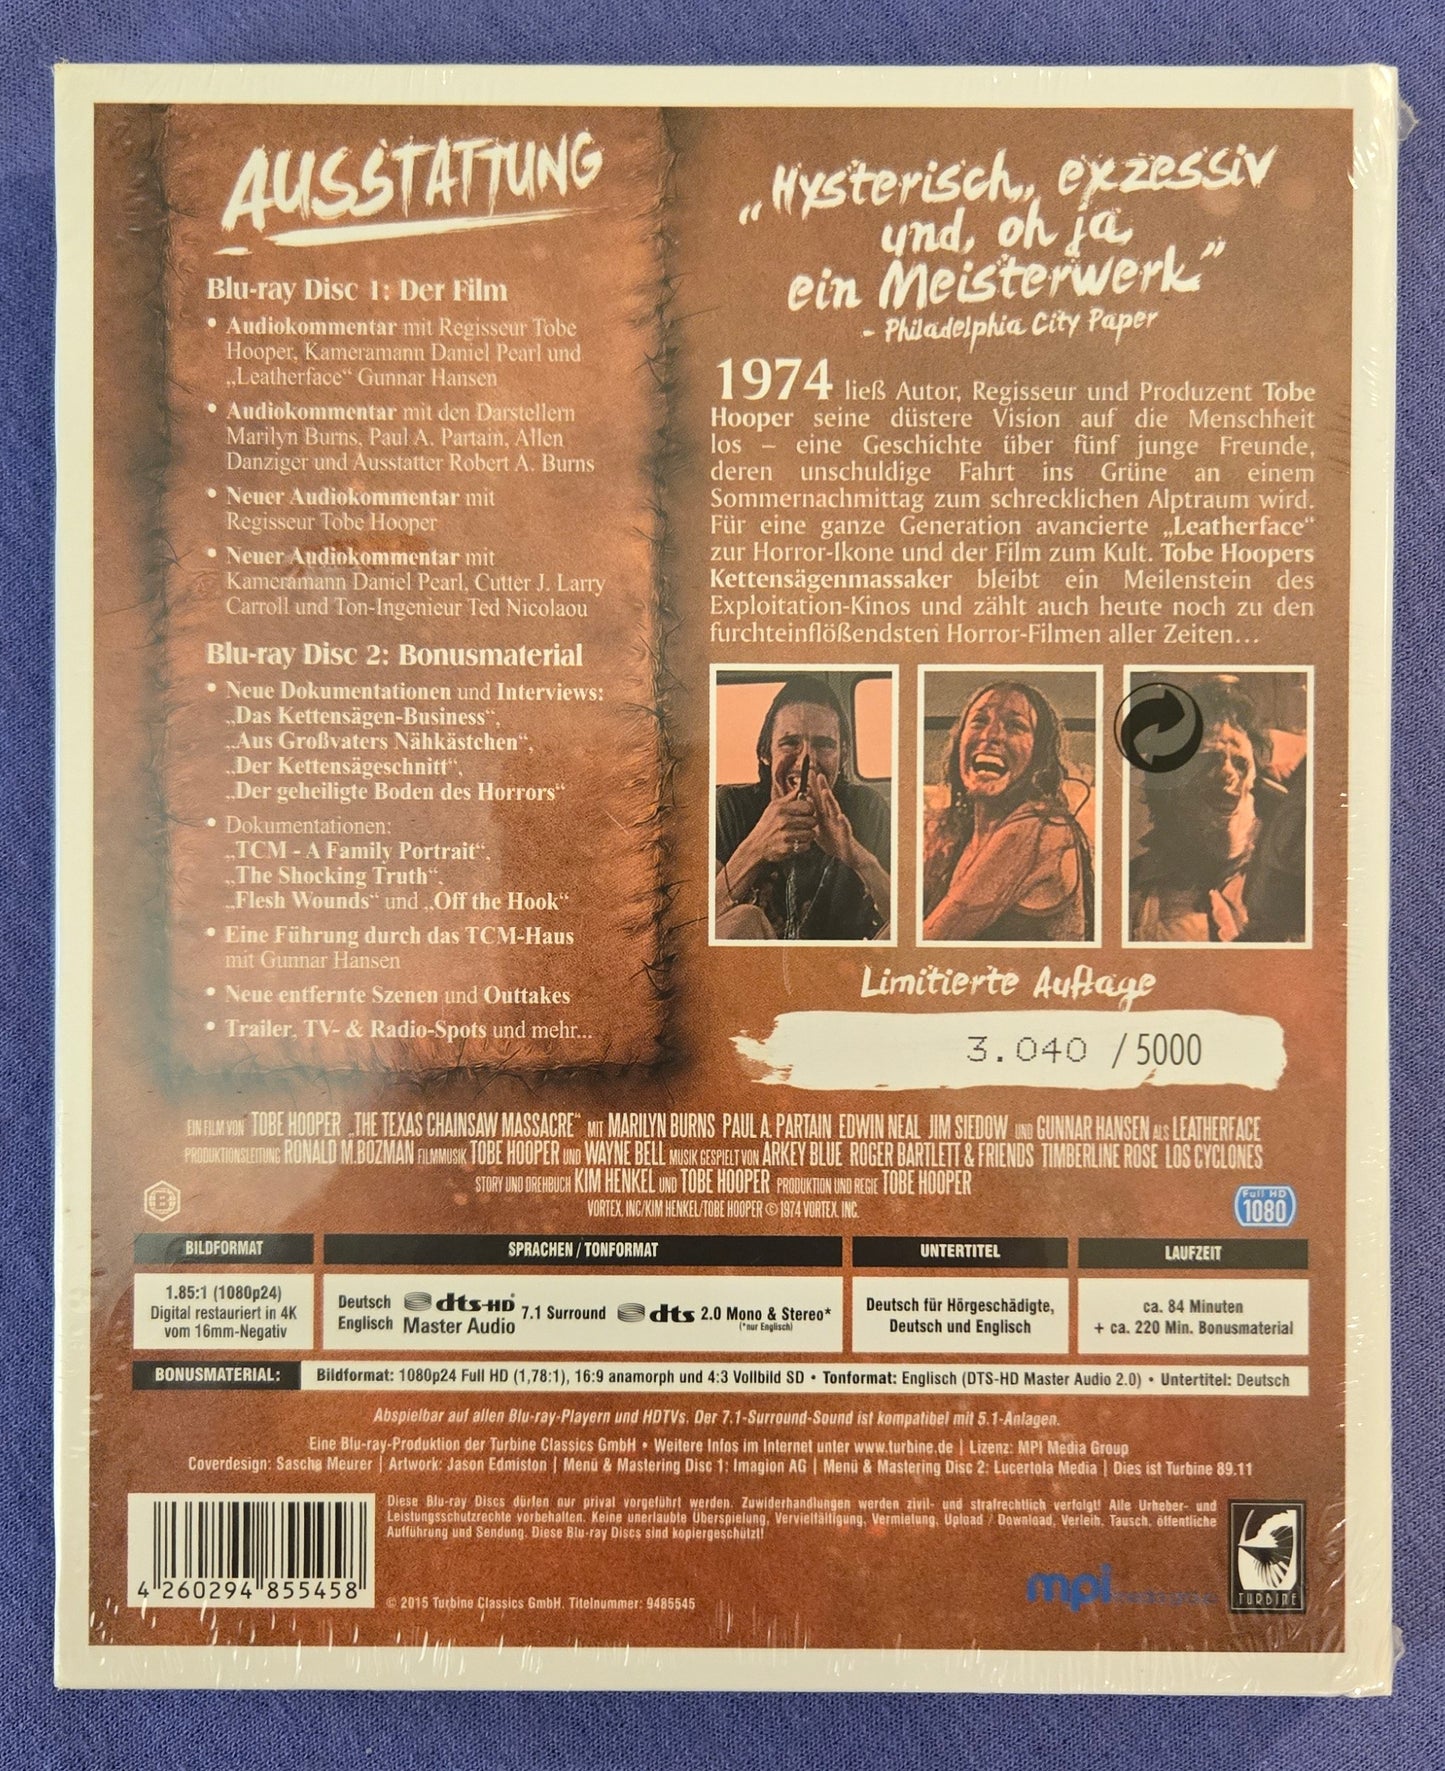 AUSSTATTUNG
Blu-ray Disc 1: Der Film
• Audiokommentar mit Regisseur Tobe
Hooper, Kameramann Daniel Pearl und
„Leatherface“ Gunnar Hansen
• Audiokommentar mit den Darstellern
Marilyn Burns, Paul A. Partain, Allen
Danziger und Ausstatter Robert A. Burns
• Neuer Audiokommentar mit
Regisseur Tobe Hooper
• Neuer Audiokommentar mit
Kameramann Daniel Pearl, Cutter J. Larry
Carroll und Ton-Ingenieur Ted Nicolaou
Blu-ray Disc 2: Bonusmaterial
• Neue Dokumentationen und Interviews:
„Das Kettensägen-Business“,
„Aus Großvaters Nähkästchen“,
„Der Kettensägeschnitt“,
„Der geheiligte Boden des Horrors“
• Dokumentationen:
„TCM - A Family Portrait“,
„The Shocking Truth“,
„Flesh Wounds“ und „Off the Hook“
• Eine Führung durch das TCM-Haus
mit Gunnar Hansen
• Neue entfernte Szenen und Outtakes
• Trailer, TV- & Radio-Spots und mehr...
„Hysterisch, exzessiv
und, oh ja,
ein Meisterwerk“
- Philadelphia City Paper
1974 ließ Autor, Regisseur und Produzent Tobe
Hooper seine düstere Vision auf die Menschheit
los – eine Geschichte über fünf junge Freunde,
deren unschuldige Fahrt ins Grüne an einem
Sommernachmittag zum schrecklichen Alptraum wird.
Für eine ganze Generation avancierte „Leatherface“
zur Horror-Ikone und der Film zum Kult. Tobe Hoopers
Kettensägenmassaker bleibt ein Meilenstein des
Exploitation-Kinos und zählt auch heute noch zu den
furchteinflößendsten Horror-Filmen aller Zeiten...
Limitierte Auflage
3.040 /5000
EIN FILM VON TOBE HOOPER „THE TEXAS CHAINSAW MASSACRE“ MIT MARILYN BURNS PAUL A. PARTAIN EDWIN NEAL JIM SIEDOW UND GUNNAR HANSEN ALS LEATHERFACE
PRODUKTIONSLEITUNG RONALD M.BOZMAN FILMMUSIK TOBE HOOPER UND WAYNE BELL MUSIK GESPIELT VON ARKEY BLUE ROGER BARTLETT & FRIENDS TIMBERLINE ROSE LOS CYCLONES
STORY UND DREHBUCH KIM HENKEL UND TOBE HOOPER PRODUKTION UND REGIE TOBE HOOPER
VORTEX, INC/KIM HENKEL/TOBE HOOPER © 1974 VORTEX, INC.
B
Full HD
1080
BILDFORMAT
1.85:1 (1080p24)
Digital restauriert in 4K
vom 16mm-Negativ
SPRACHEN / TONFORMAT
Deutsch
Englisch
dts-HD
Master Audio
7.1 Surround
dts 2.0 Mono & Stereo*
(*nur Englisch)
UNTERTITEL
Deutsch für Hörgeschädigte,
Deutsch und Englisch
LAUFZEIT
ca. 84 Minuten
+ ca. 220 Min. Bonusmaterial
BONUSMATERIAL: Bildformat: 1080p24 Full HD (1,78:1), 16:9 anamorph und 4:3 Vollbild SD • Tonformat: Englisch (DTS-HD Master Audio 2.0) • Untertitel: Deutsch
Abspielbar auf allen Blu-ray-Playern und HDTVs. Der 7.1-Surround-Sound ist kompatibel mit 5.1-Anlagen.
Eine Blu-ray-Produktion der Turbine Classics GmbH • Weitere Infos im Internet unter www.turbine.de | Lizenz: MPI Media Group
Coverdesign: Sascha Meurer | Artwork: Jason Edmiston | Menü & Mastering Disc 1: Imagion AG | Menü & Mastering Disc 2: Lucertola Media | Dies ist Turbine 89.11
Diese Blu-ray Discs dürfen nur privat vorgeführt werden. Zuwiderhandlungen werden zivil- und strafrechtlich verfolgt! Alle Urheber- und
Leistungsschutzrechte vorbehalten. Keine unerlaubte Überspielung, Vervielfältigung, Vermietung, Upload / Download, Verleih, Tausch, öffentliche
Aufführung und Sendung. Diese Blu-ray Discs sind kopiergeschützt!
4 260294 855458
© 2015 Turbine Classics GmbH. Titelnummer: 9485545
mpi
TURBINE